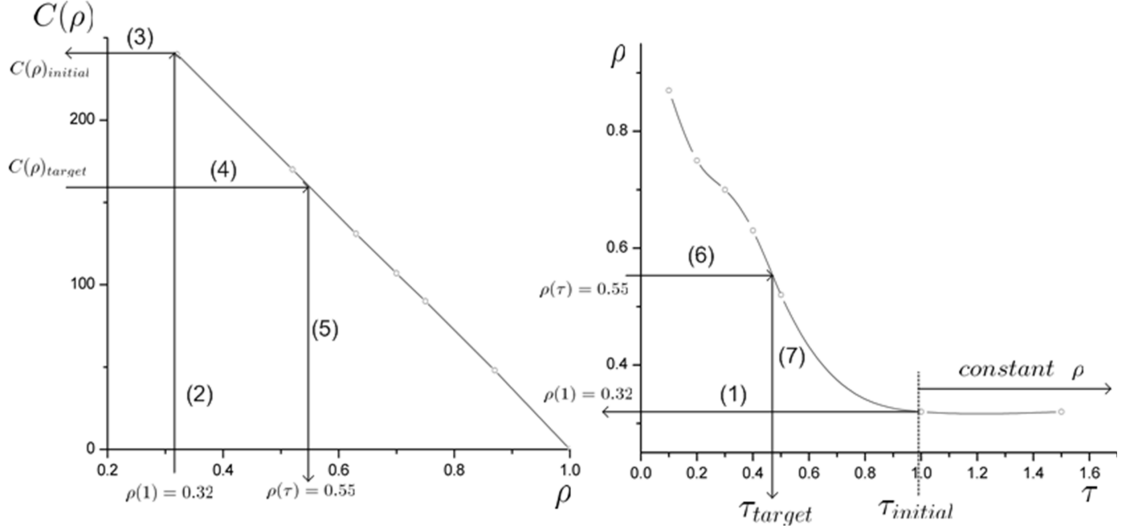 C(ρ)
(3)
C(ρ)initial
200
C(ρ)target
(4)
100
(5)
(2)
0
0.2 0.4 0.6 0.8 1.0
ρ(1) = 0.32 ρ(τ) = 0.55 ρ
ρ
0.8
0.6
(6)
ρ(τ) = 0.55
(7)
0.4
constant ρ
ρ(1) = 0.32
(1)
0.0 0.2 0.4 0.6 0.8 1.0 1.2 1.4 1.6
τtarget τinitial τ